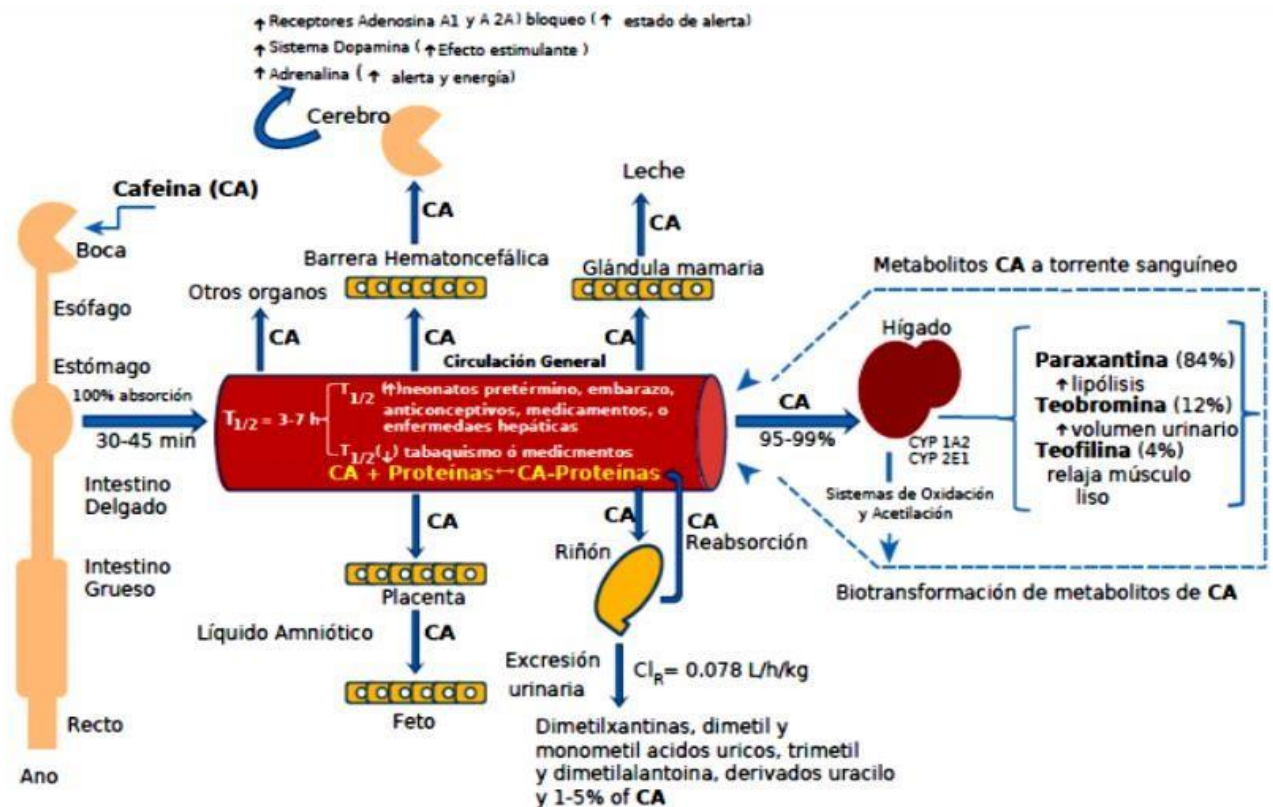 ↑ Receptores Adenosina A1 y A 2A) bloqueo ( ↑ estado de alerta)
↑ Sistema Dopamina ( ↑ Efecto estimulante )
↑ Adrenalina ( ↑ alerta y energía)
Cerebro
Cafeina (CA)
Boca
Esófago
Estómago
100% absorción
30-45 min
Intestino
Delgado
Intestino
Grueso
Recto
Ano
CA
Barrera Hematoncefálica
Otros organos
CA
CA
Leche
CA
Glándula mamaria
CA
Circulación General
T1/2 = 3-7 h
T1/2 (↑) neonatos pretérmino, embarazo,
anticonceptivos, medicamentos, o
enfermedaes hepáticas
T1/2(↓) tabaquismo ó medicmentos
CA + Proteínas ↔ CA-Proteínas
CA
Placenta
Líquido Amniótico
CA
Feto
CA
CA
Riñón
Reabsorción
Excresión
urinaria
ClR= 0.078 L/h/kg
Dimetilxantinas, dimetil y
monometil acidos uricos, trimetil
y dimetilalantoina, derivados uracilo
y 1-5% of CA
CA
95-99%
Metabolitos CA a torrente sanguíneo
Hígado
CYP 1A2
CYP 2E1
Sistemas de Oxidación
y Acetilación
Paraxantina (84%)
↑ lipólisis
Teobromina (12%)
↑ volumen urinario
Teofilina (4%)
relaja músculo
liso
Biotransformación de metabolitos de CA